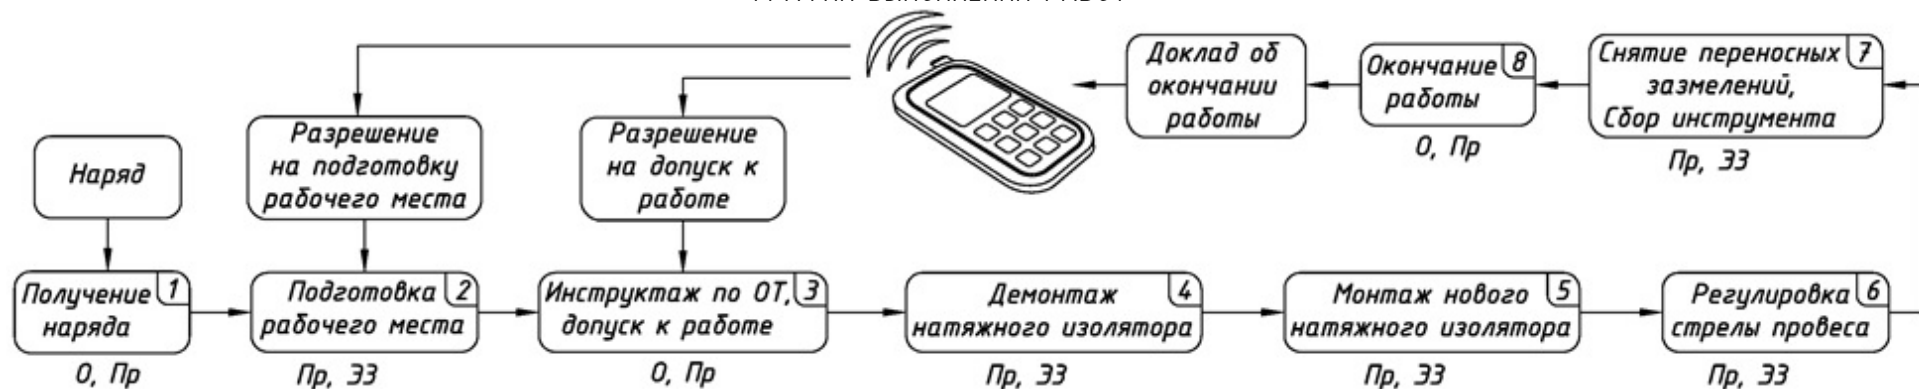 Наряд
Разрешение
на подготовку
рабочего места
Разрешение
на допуск к
работе
Доклад об
окончании
работы
Окончание 8
работы
О, Пр
Снятие переносных 7
зазмелений,
Сбор инструмента
Пр, ЭЗ
Получение 1
наряда
О, Пр
Подготовка 2
рабочего места
Пр, ЭЗ
Инструктаж по ОТ, 3
допуск к работе
О, Пр
Демонтаж 4
натяжного изолятора
Пр, ЭЗ
Монтаж нового 5
натяжного изолятора
Пр, ЭЗ
Регулировка 6
стрелы провеса
Пр, ЭЗ